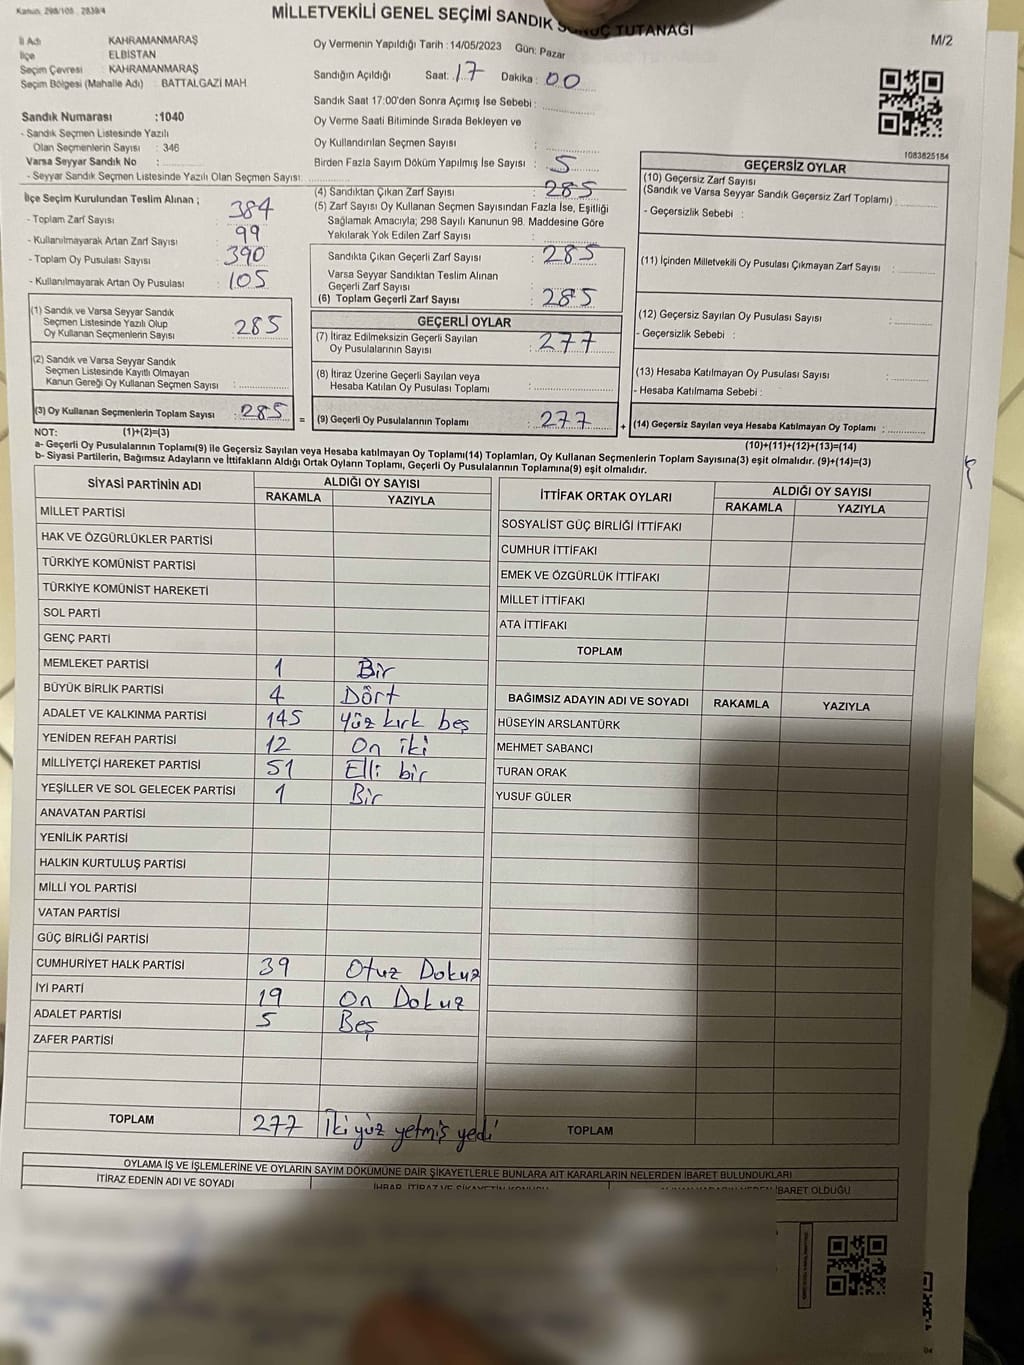 Kanun: 298/105 2839/4
MİLLETVEKİLİ GENEL SEÇİMİ SANDIK SONUÇ TUTANAĞI
M/2
İl Adı KAHRAMANMARAŞ
İlçe ELBİSTAN
Seçim Çevresi : KAHRAMANMARAŞ
Seçim Bölgesi (Mahalle Adı) : BATTALGAZİ MAH
Sandık Numarası :1040
- Sandık Seçmen Listesinde Yazılı
Olan Seçmenlerin Sayısı : 346
Varsa Seyyar Sandık No :
- Seyyar Sandık Seçmen Listesinde Yazılı Olan Seçmen Sayısı:
Oy Vermenin Yapıldığı Tarih : 14/05/2023 Gün: Pazar
Sandığın Açıldığı Saat: 17 Dakika : 00
Sandık Saat 17:00'den Sonra Açımış İse Sebebi :
Oy Verme Saati Bitiminde Sırada Bekleyen ve
Oy Kullandırılan Seçmen Sayısı :
Birden Fazla Sayım Döküm Yapılmış İse Sayısı : 5
1083825184
İlçe Seçim Kurulundan Teslim Alınan ;
- Toplam Zarf Sayısı : 384
- Kullanılmayarak Artan Zarf Sayısı : 99
- Toplam Oy Pusulası Sayısı : 390
- Kullanılmayarak Artan Oy Pusulası : 105
(1) Sandık ve Varsa Seyyar Sandık
Seçmen Listesinde Yazılı Olup
Oy Kullanan Seçmenlerin Sayısı : 285
(2) Sandık ve Varsa Seyyar Sandık
Seçmen Listesinde Kayıtlı Olmayan
Kanun Gereği Oy Kullanan Seçmen Sayısı :
(3) Oy Kullanan Seçmenlerin Toplam Sayısı : 285 =
(4) Sandıktan Çıkan Zarf Sayısı : 285
(5) Zarf Sayısı Oy Kullanan Seçmen Sayısından Fazla İse, Eşitliği
Sağlamak Amacıyla; 298 Sayılı Kanunun 98. Maddesine Göre
Yakılarak Yok Edilen Zarf Sayısı :
Sandıkta Çıkan Geçerli Zarf Sayısı : 285
Varsa Seyyar Sandıktan Teslim Alınan
Geçerli Zarf Sayısı :
(6) Toplam Geçerli Zarf Sayısı : 285
GEÇERLİ OYLAR
(7) İtiraz Edilmeksizin Geçerli Sayılan
Oy Pusulalarının Sayısı : 277
(8) İtiraz Üzerine Geçerli Sayılan veya
Hesaba Katılan Oy Pusulası Toplamı :
(9) Geçerli Oy Pusulalarının Toplamı : 277 +
GEÇERSİZ OYLAR
(10) Geçersiz Zarf Sayısı
(Sandık ve Varsa Seyyar Sandık Geçersiz Zarf Toplamı) :
- Geçersizlik Sebebi :
(11) İçinden Milletvekili Oy Pusulası Çıkmayan Zarf Sayısı :
(12) Geçersiz Sayılan Oy Pusulası Sayısı :
- Geçersizlik Sebebi :
(13) Hesaba Katılmayan Oy Pusulası Sayısı :
- Hesaba Katılmama Sebebi :
(14) Geçersiz Sayılan veya Hesaba Katılmayan Oy Toplamı :
NOT: (1)+(2)=(3) (10)+(11)+(12)+(13)=(14)
a- Geçerli Oy Pusulalarının Toplamı(9) ile Geçersiz Sayılan veya Hesaba katılmayan Oy Toplamı(14) Toplamları, Oy Kullanan Seçmenlerin Toplam Sayısına(3) eşit olmalıdır. (9)+(14)=(3)
b- Siyasi Partilerin, Bağımsız Adayların ve İttifakların Aldığı Ortak Oyların Toplamı, Geçerli Oy Pusulalarının Toplamına(9) eşit olmalıdır.
SİYASİ PARTİNİN ADI ALDIĞI OY SAYISI
RAKAMLA YAZIYLA
MİLLET PARTİSİ
HAK VE ÖZGÜRLÜKLER PARTİSİ
TÜRKİYE KOMÜNİST PARTİSİ
TÜRKİYE KOMÜNİST HAREKETİ
SOL PARTİ
GENÇ PARTİ
MEMLEKET PARTİSİ 1 Bir
BÜYÜK BİRLİK PARTİSİ 4 Dört
ADALET VE KALKINMA PARTİSİ 145 Yüz kırk beş
YENİDEN REFAH PARTİSİ 12 On iki
MİLLİYETÇİ HAREKET PARTİSİ 51 Elli bir
YEŞİLLER VE SOL GELECEK PARTİSİ 1 Bir
ANAVATAN PARTİSİ
YENİLİK PARTİSİ
HALKIN KURTULUŞ PARTİSİ
MİLLİ YOL PARTİSİ
VATAN PARTİSİ
GÜÇ BİRLİĞİ PARTİSİ
CUMHURİYET HALK PARTİSİ 39 Otuz Dokuz
İYİ PARTİ 19 On Dokuz
ADALET PARTİSİ 5 Beş
ZAFER PARTİSİ
TOPLAM 277 İki yüz yetmiş yedi
İTTİFAK ORTAK OYLARI ALDIĞI OY SAYISI
RAKAMLA YAZIYLA
SOSYALİST GÜÇ BİRLİĞİ İTTİFAKI
CUMHUR İTTİFAKI
EMEK VE ÖZGÜRLÜK İTTİFAKI
MİLLET İTTİFAKI
ATA İTTİFAKI
TOPLAM
BAĞIMSIZ ADAYIN ADI VE SOYADI RAKAMLA YAZIYLA
HÜSEYİN ARSLANTÜRK
MEHMET SABANCI
TURAN ORAK
YUSUF GÜLER
TOPLAM
OYLAMA İŞ VE İŞLEMLERİNE VE OYLARIN SAYIM DÖKÜMÜNE DAİR ŞİKAYETLERLE BUNLARA AİT KARARLARIN NELERDEN İBARET BULUNDUKLARI
İTİRAZ EDENİN ADI VE SOYADI
İHBAR, İTİRAZ VE ŞİKAYETİN KONUSU
İBARET OLDUĞU